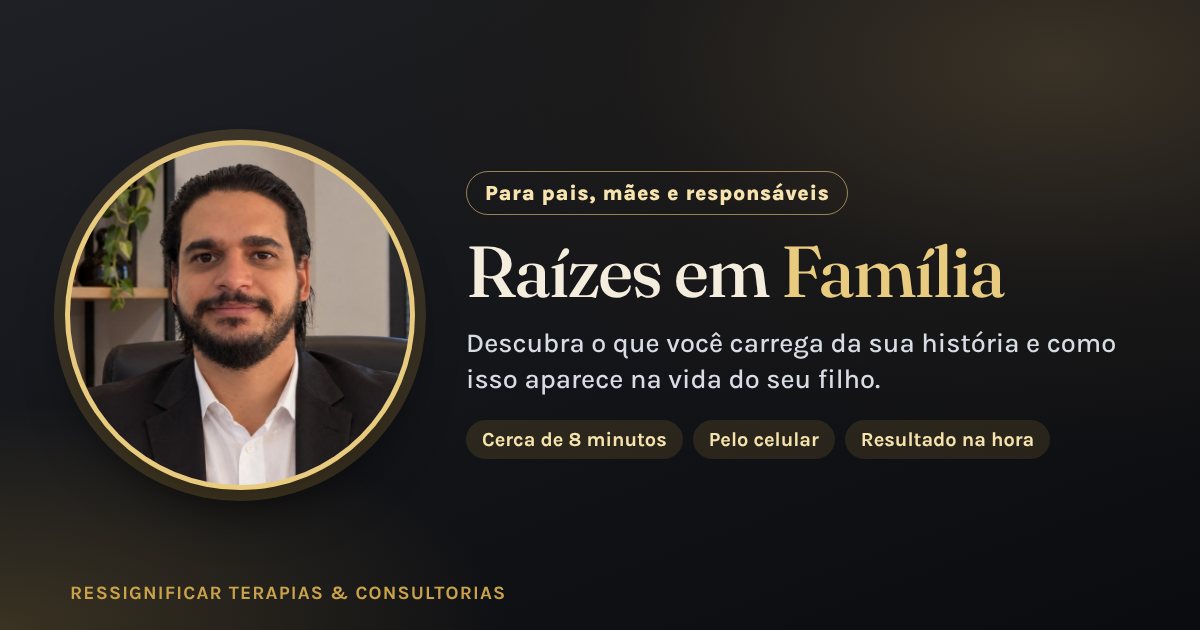 Para pais, mães e responsáveis
Raízes em Família
Descubra o que você carrega da sua história e como
isso aparece na vida do seu filho.
Cerca de 8 minutos
Pelo celular
Resultado na hora
RESSIGNIFICAR TERAPIAS & CONSULTORIAS